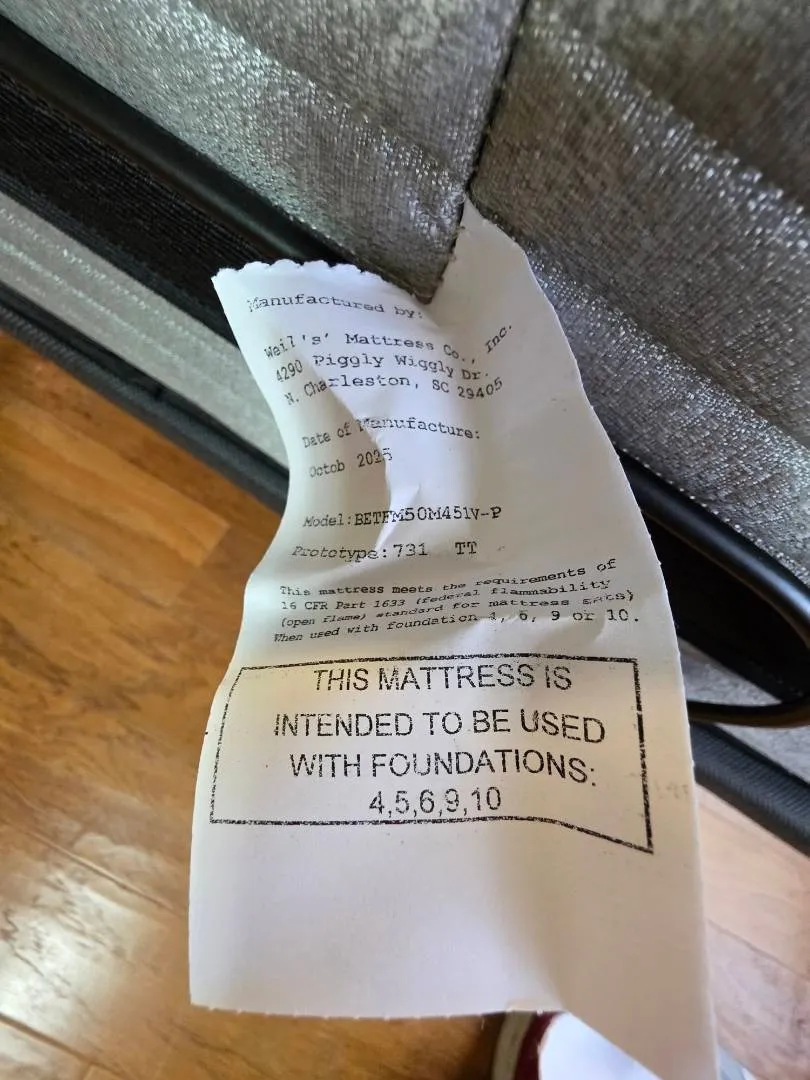 Manufactured by:
Weil's' Mattress Co., Inc.
4290 Piggly Wiggly Dr.
N. Charleston, SC 29405
Date of Manufacture:
Octob 2025
Model:BETFM50M451V-P
Prototype:731 TT
This mattress meets the requirements of
16 CFR Part 1633 (federal flammability
(open flame) standard for mattress sets)
When used with foundation 6, 9 or 10.
THIS MATTRESS IS
INTENDED TO BE USED
WITH FOUNDATIONS:
4,5,6,9,10